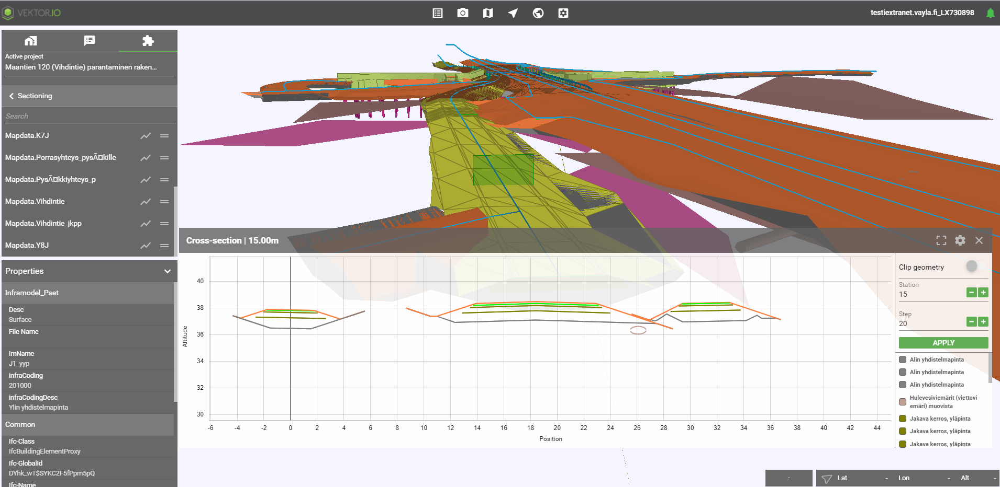 VEKTOR.IO
testiextranet.vayla.fi_LX730898
Active project
Maantien 120 (Vihdintie) parantaminen raken...
Sectioning
Search
Mapdata.K7J
Mapdata.Porrasyhteys_pysÃ¤kille
Mapdata.PysÃ¤kkiyhteys_p
Mapdata.Vihdintie
Mapdata.Vihdintie_jkpp
Mapdata.Y8J
Properties
Inframodel_Pset
Desc
Surface
File Name
ImName
J1_yyp
infraCoding
201000
infraCodingDesc
Ylin yhdistelmapinta
Common
Ifc-Class
IfcBuildingElementProxy
Ifc-GlobalId
DYhk_wT$SYKC2F5fPpm5pQ
Ifc-Name
Cross-section | 15.00m
Altitude
40
38
36
34
32
30
-6 -4 -2 0 2 4 6 8 10 12 14 16 18 20 22 24 26 28 30 32 34 36 38 40 42 44
Position
Clip geometry
Station
15
Step
20
APPLY
Alin yhdistelmapinta
Alin yhdistelmapinta
Alin yhdistelmapinta
Hulevesiviemärit (viettovi
emäri) muovista
Jakava kerros, yläpinta
Jakava kerros, yläpinta
Jakava kerros, yläpinta
-
Lat -
Lon -
Alt -